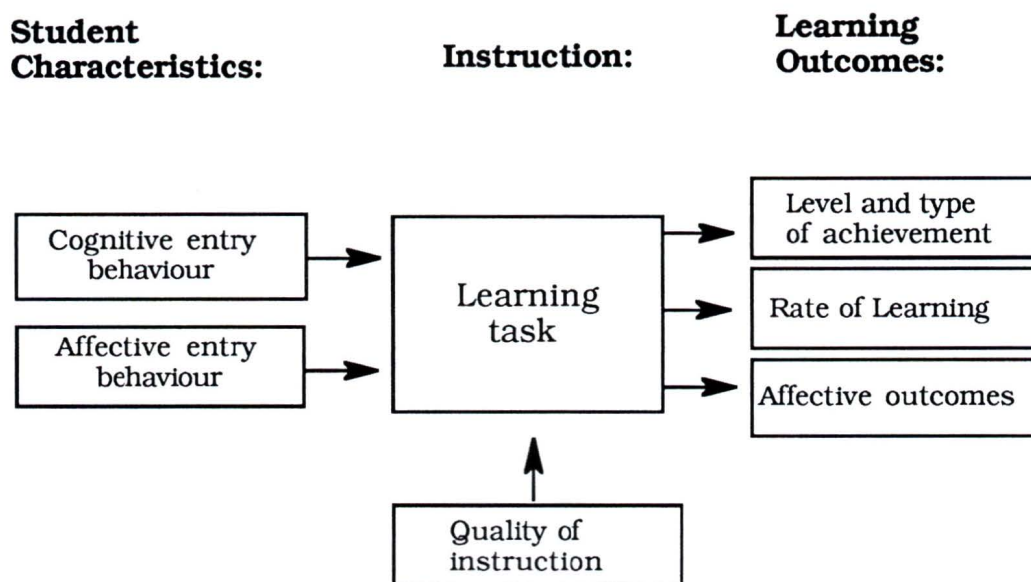 Student
Characteristics:
Instruction:
Learning
Outcomes:
Cognitive entry
behaviour
Affective entry
behaviour
Learning
task
Level and type
of achievement
Rate of Learning
Affective outcomes
Quality of
instruction